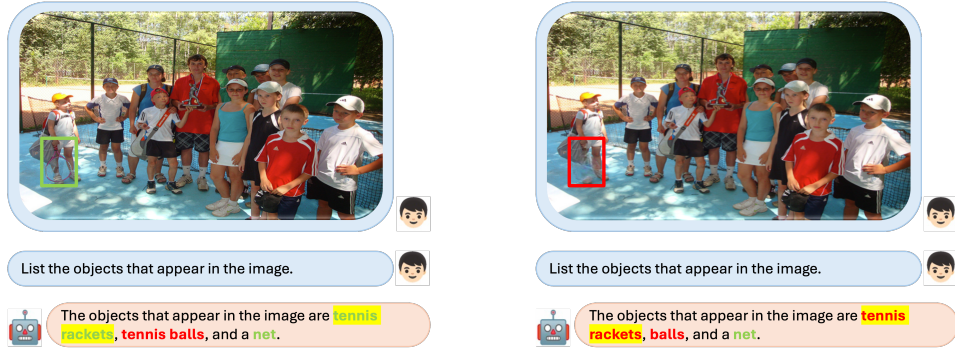 List the objects that appear in the image.
The objects that appear in the image are tennis
rackets, tennis balls, and a net.
List the objects that appear in the image.
The objects that appear in the image are tennis
rackets, balls, and a net.